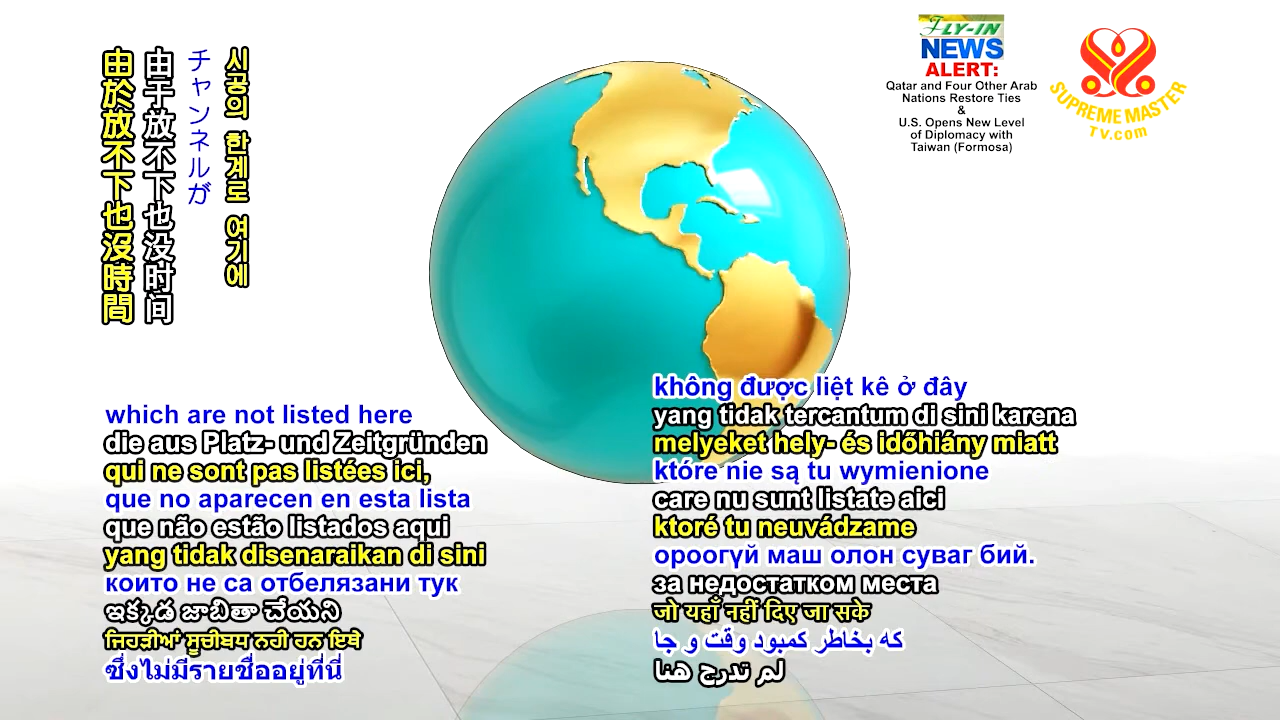 由於放不下也沒時間
由于放不下也没时间
チャンネルが
시공의 한계로 여기에
FLY-IN
NEWS
ALERT:
Qatar and Four Other Arab
Nations Restore Ties
&
U.S. Opens New Level
of Diplomacy with
Taiwan (Formosa)
SUPREME MASTER
TV.com
which are not listed here
die aus Platz- und Zeitgründen
qui ne sont pas listées ici,
que no aparecen en esta lista
que não estão listados aqui
yang tidak disenaraikan di sini
които не са отбелязани тук
ఇక్కడ జాబితా చేయని
ਜਿਹੜੀਆਂ ਸੂਚੀਬਧ ਨਹੀ ਹਨ ਇਥੇ
ซึ่งไม่มีรายชื่ออยู่ที่นี่
không được liệt kê ở đây
yang tidak tercantum di sini karena
melyeket hely- és időhiány miatt
które nie są tu wymienione
care nu sunt listate aici
ktoré tu neuvádzame
ороогүй маш олон суваг бий.
за недостатком места
जो यहाँ नहीं दिए जा सके
که بخاطر کمبود وقت و جا
لم تدرج هنا